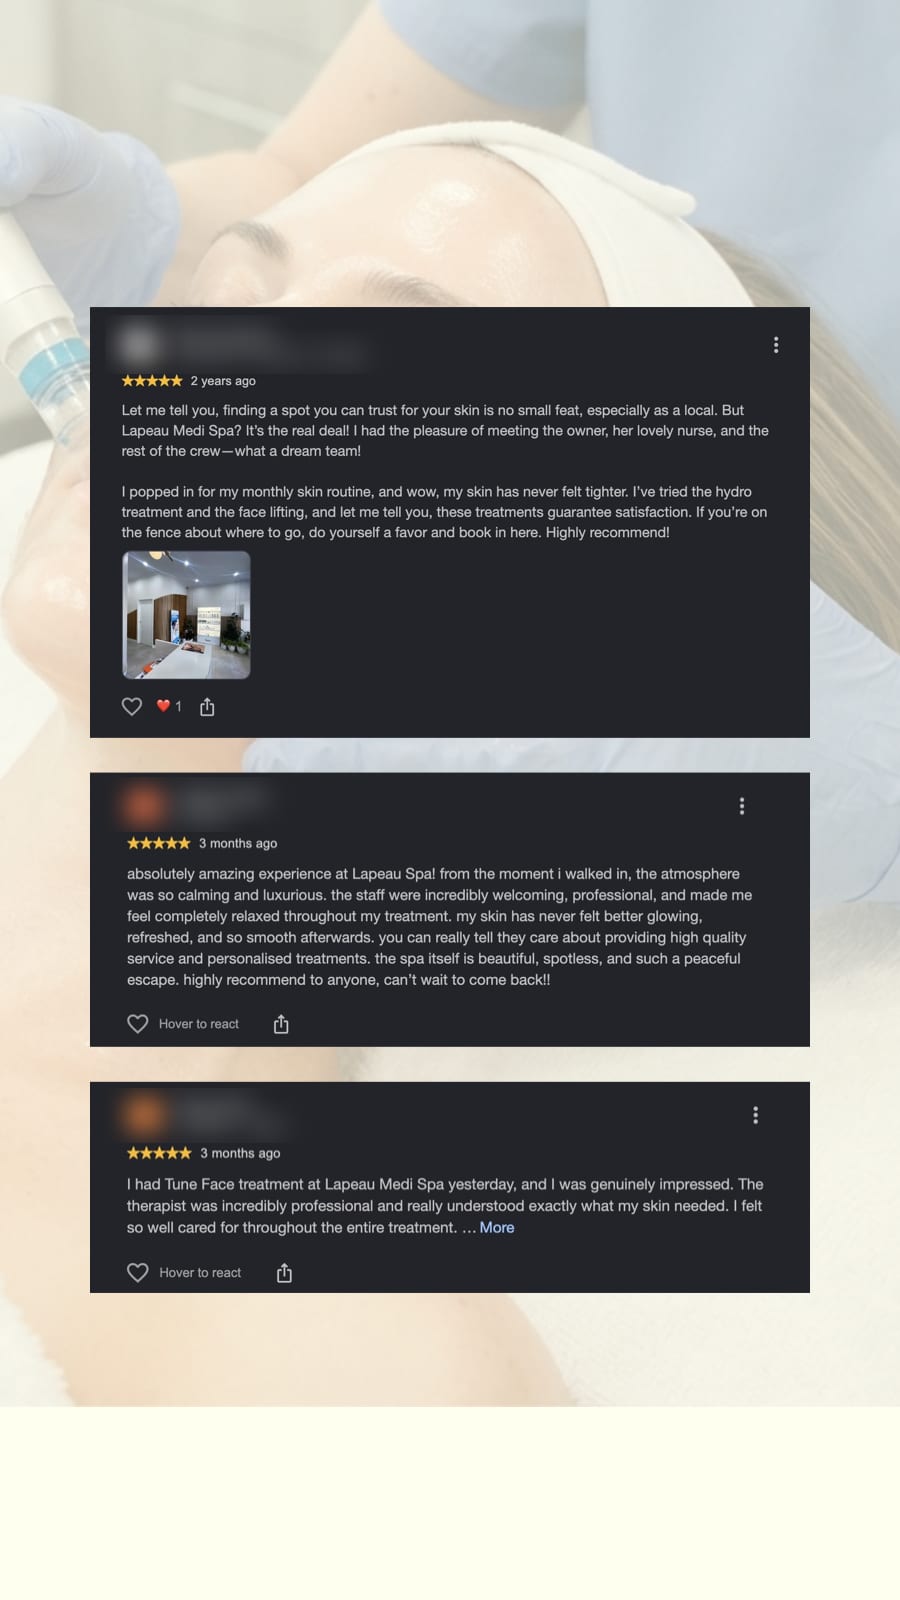 2 years ago
Let me tell you, finding a spot you can trust for your skin is no small feat, especially as a local. But
Lapeau Medi Spa? It’s the real deal! I had the pleasure of meeting the owner, her lovely nurse, and the
rest of the crew—what a dream team!
I popped in for my monthly skin routine, and wow, my skin has never felt tighter. I’ve tried the hydro
treatment and the face lifting, and let me tell you, these treatments guarantee satisfaction. If you’re on
the fence about where to go, do yourself a favor and book in here. Highly recommend!
1
3 months ago
absolutely amazing experience at Lapeau Spa! from the moment i walked in, the atmosphere
was so calming and luxurious. the staff were incredibly welcoming, professional, and made me
feel completely relaxed throughout my treatment. my skin has never felt better glowing,
refreshed, and so smooth afterwards. you can really tell they care about providing high quality
service and personalised treatments. the spa itself is beautiful, spotless, and such a peaceful
escape. highly recommend to anyone, can’t wait to come back!!
Hover to react
3 months ago
I had Tune Face treatment at Lapeau Medi Spa yesterday, and I was genuinely impressed. The
therapist was incredibly professional and really understood exactly what my skin needed. I felt
so well cared for throughout the entire treatment. … More
Hover to react